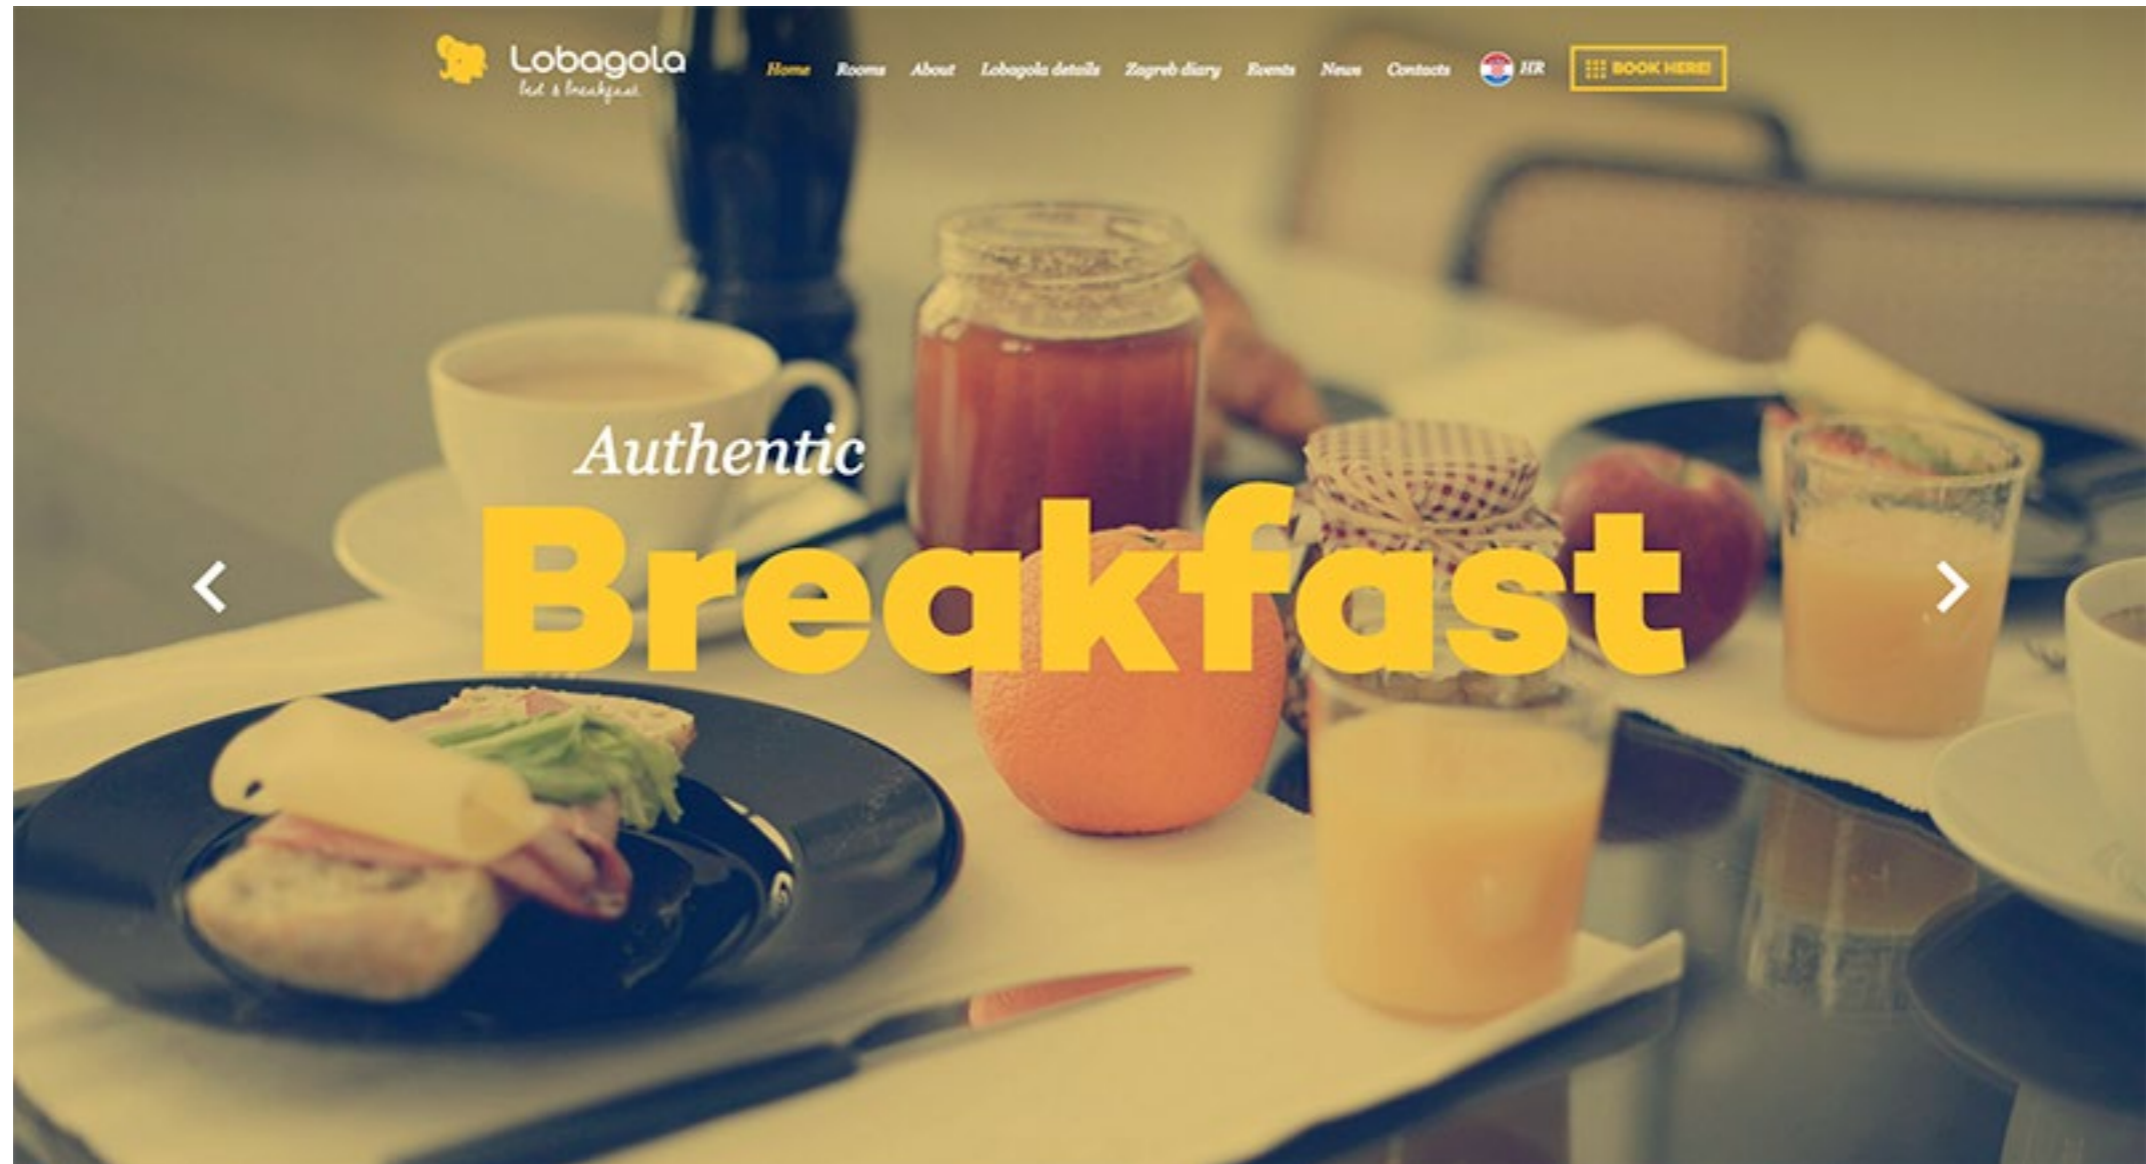 Lobagola
bed & breakfast
Home Rooms About Lobagola details Zagreb diary Events News Contacts HR BOOK HERE!
Authentic
Breakfast